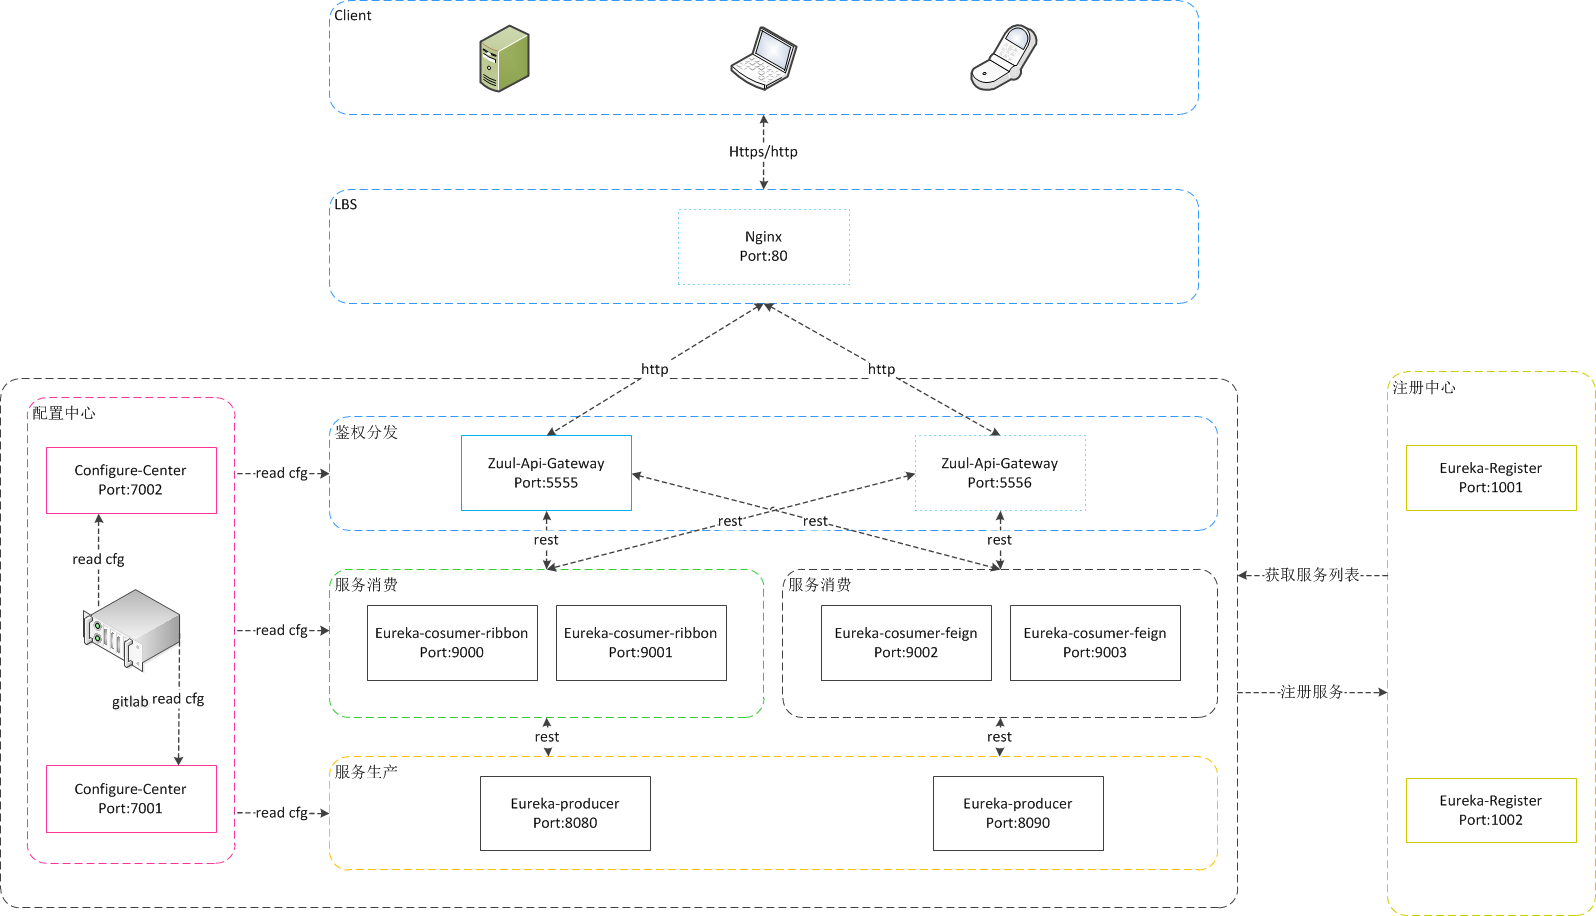 Client
Https/http
LBS
Nginx
Port:80
http
http
配置中心
Configure-Center
Port:7002
read cfg
gitlab
read cfg
Configure-Center
Port:7001
read cfg
read cfg
read cfg
鉴权分发
Zuul-Api-Gateway
Port:5555
Zuul-Api-Gateway
Port:5556
rest
rest
rest
rest
服务消费
Eureka-cosumer-ribbon
Port:9000
Eureka-cosumer-ribbon
Port:9001
服务消费
Eureka-cosumer-feign
Port:9002
Eureka-cosumer-feign
Port:9003
rest
rest
服务生产
Eureka-producer
Port:8080
Eureka-producer
Port:8090
获取服务列表
注册服务
注册中心
Eureka-Register
Port:1001
Eureka-Register
Port:1002